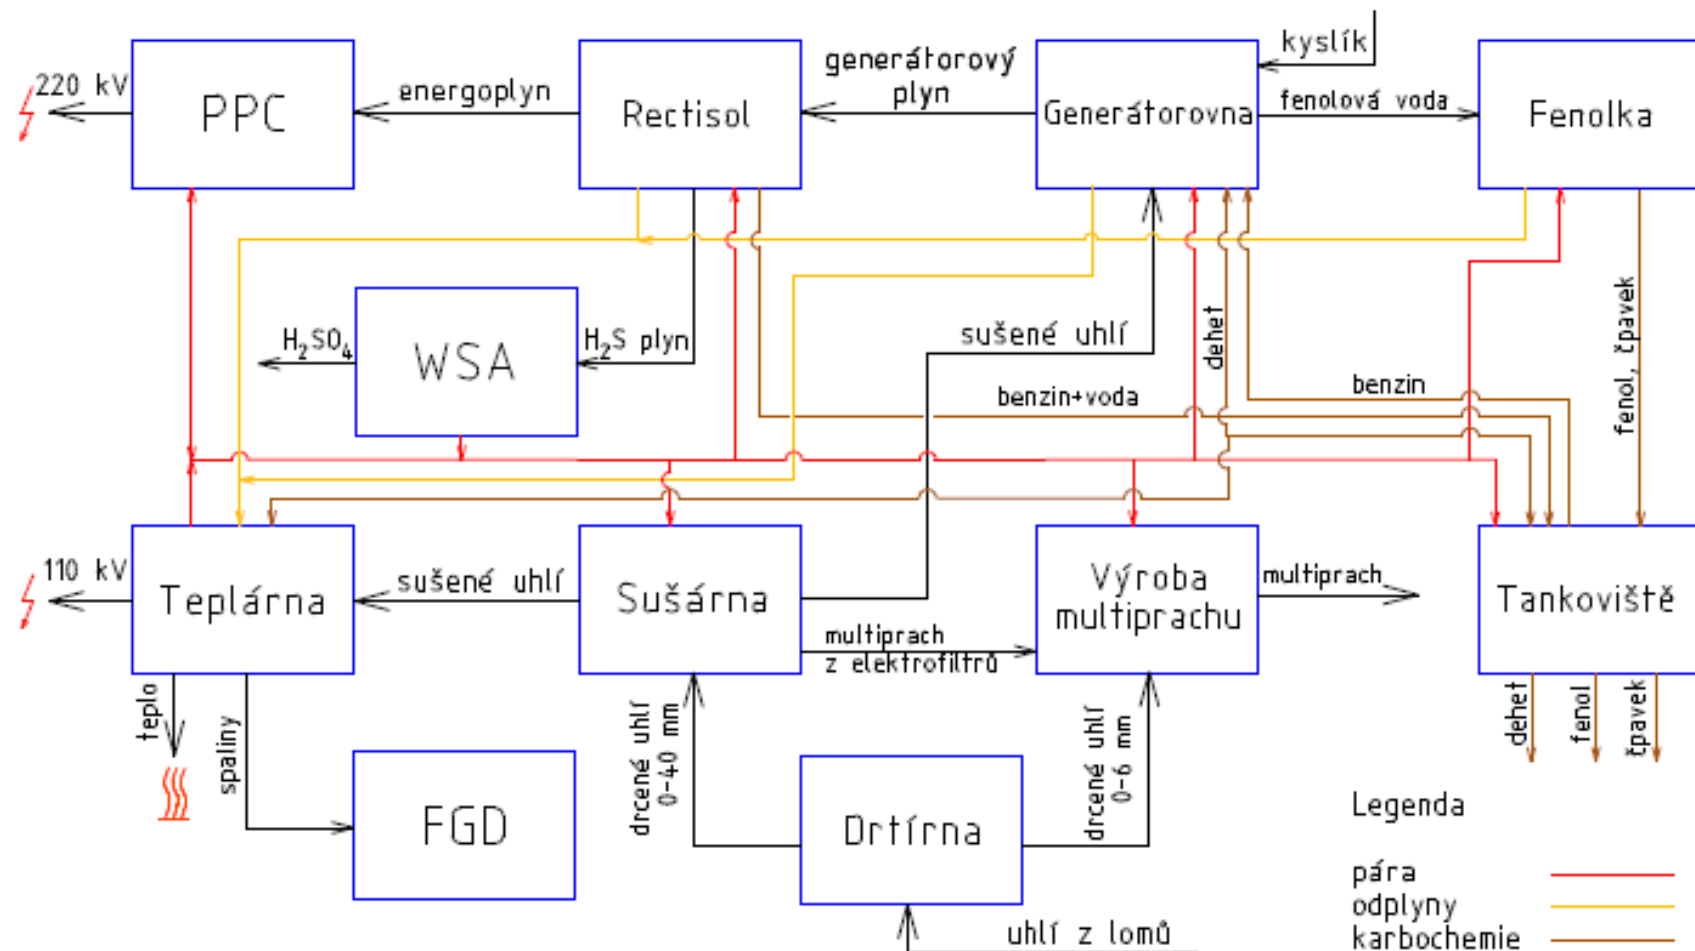 220 kV
PPC
energoplyn
Rectisol
generátorový
plyn
Generátorovna
kyslík
fenolová voda
Fenolka
H2SO4
WSA
H2S plyn
sušené uhlí
dehet
benzin+voda
benzin
fenol, čpavek
110 kV
Teplárna
sušené uhlí
Sušárna
multiprach
z elektrofiltrů
Výroba
multiprachu
multiprach
Tankoviště
teplo
spaliny
FGD
drcené uhlí
0-40 mm
Drtírna
drcené uhlí
0-6 mm
dehet
fenol
čpavek
uhlí z lomů
Legenda
pára
odplyny
karbochemie